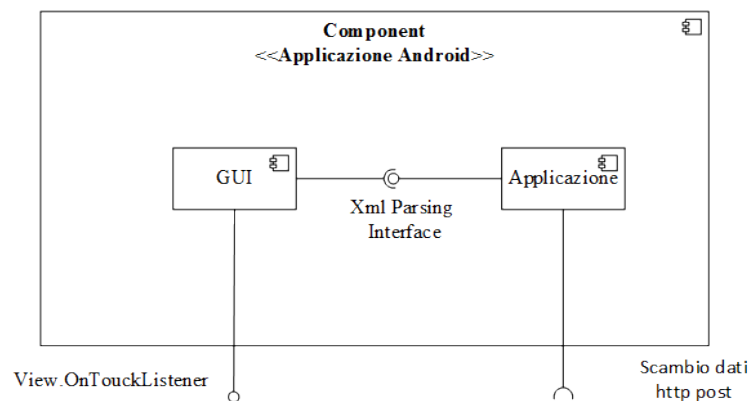 Component
<<Applicazione Android>>
GUI
Applicazione
Xml Parsing
Interface
View.OnTouckListener
Scambio dati
http post